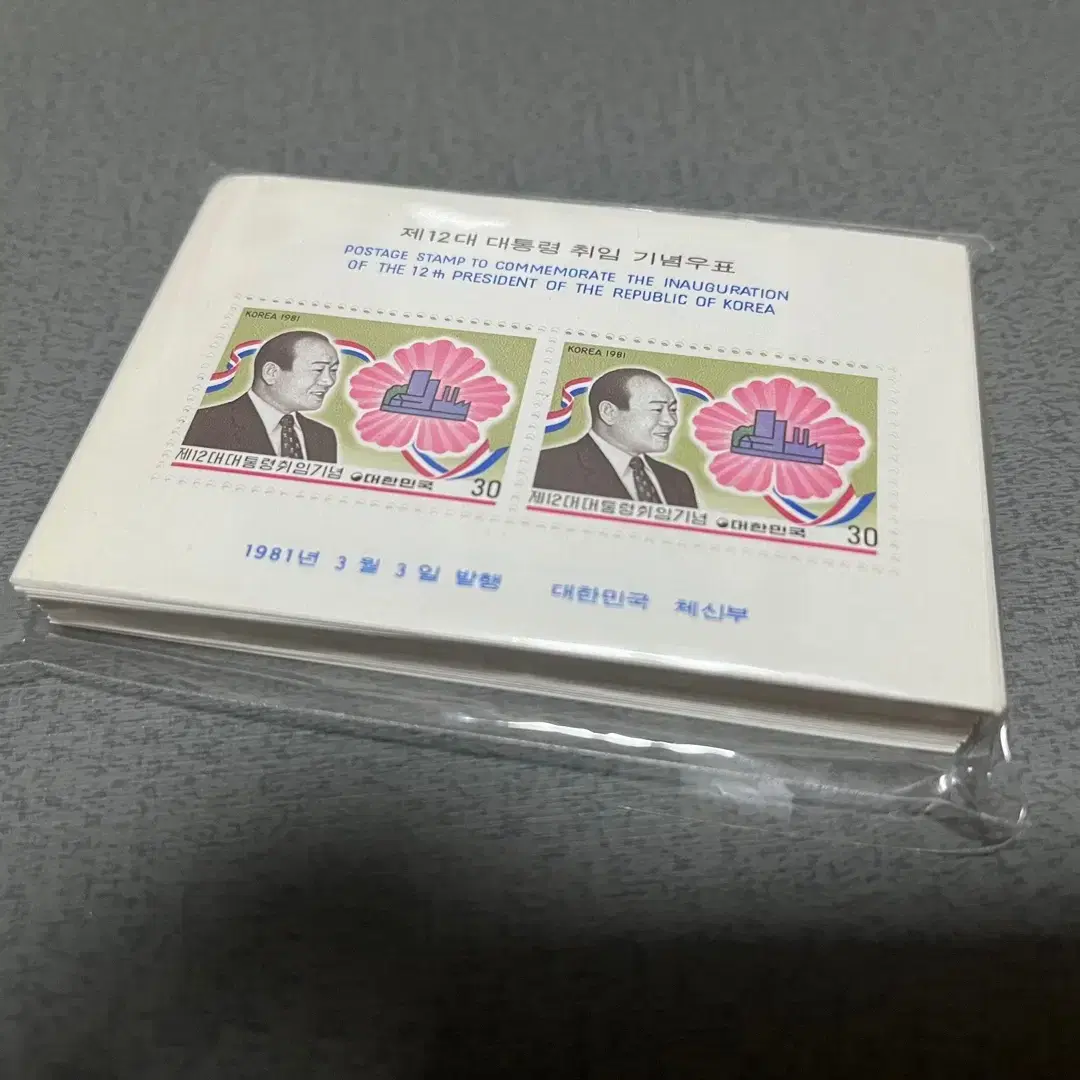 제12대 대통령 취임 기념우표
POSTAGE STAMP TO COMMEMORATE THE INAUGURATION
OF THE 12th PRESIDENT OF THE REPUBLIC OF KOREA
KOREA 1981
제12대대통령취임기념 대한민국 30
KOREA 1981
제12대대통령취임기념 대한민국 30
1981년 3월 3일 발행 대한민국 체신부